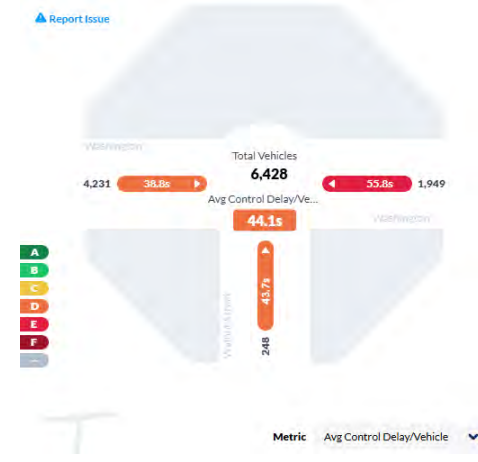 Report Issue
Washington
Total Vehicles
6,428
4,231 38.8s 55.8s 1,949
Avg Control Delay/Ve...
44.1s
Washington
A
B
C
D
E
F
—
43.7s
248
Metric Avg Control Delay/Vehicle